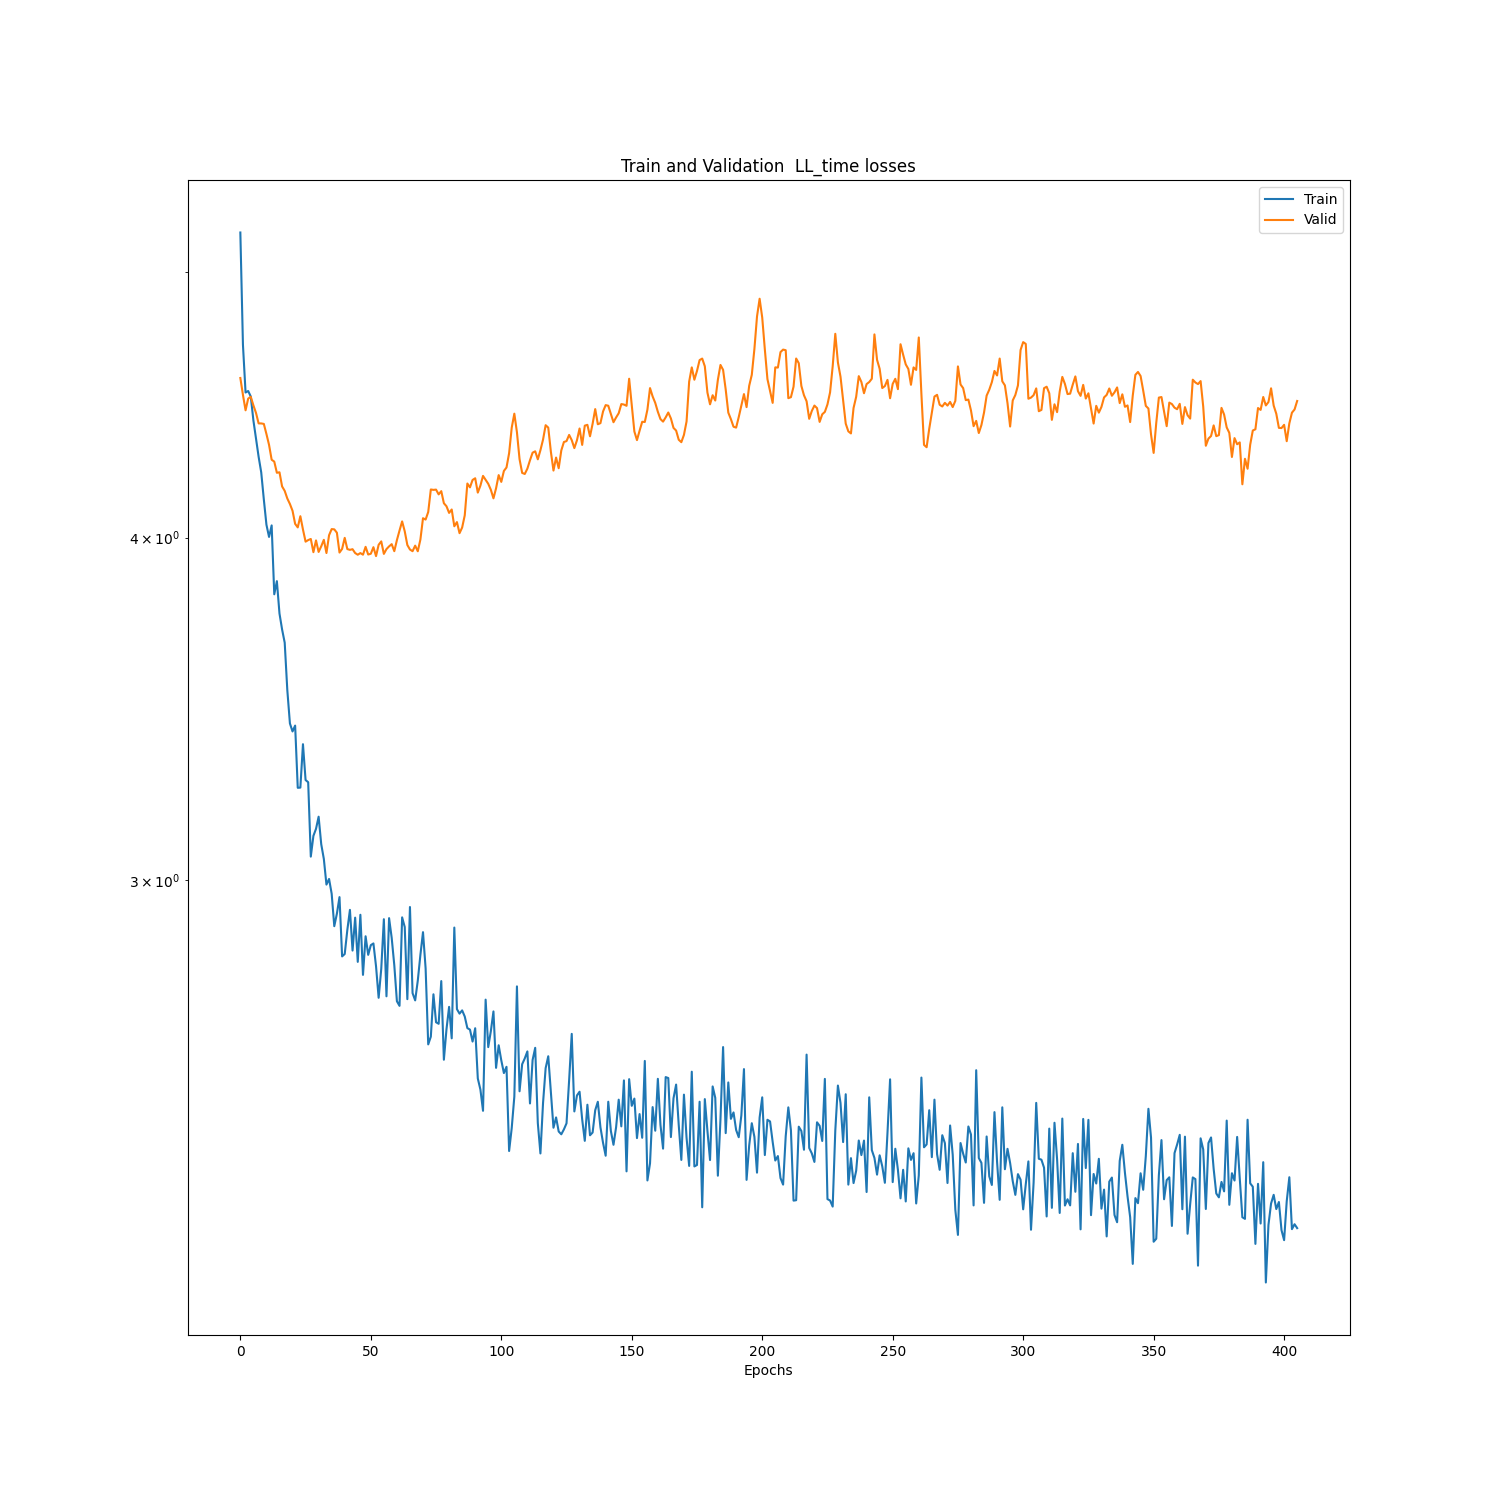 Train and Validation  LL_time losses
Train
Valid
4 × 10⁰
3 × 10⁰
0 50 100 150 200 250 300 350 400
Epochs